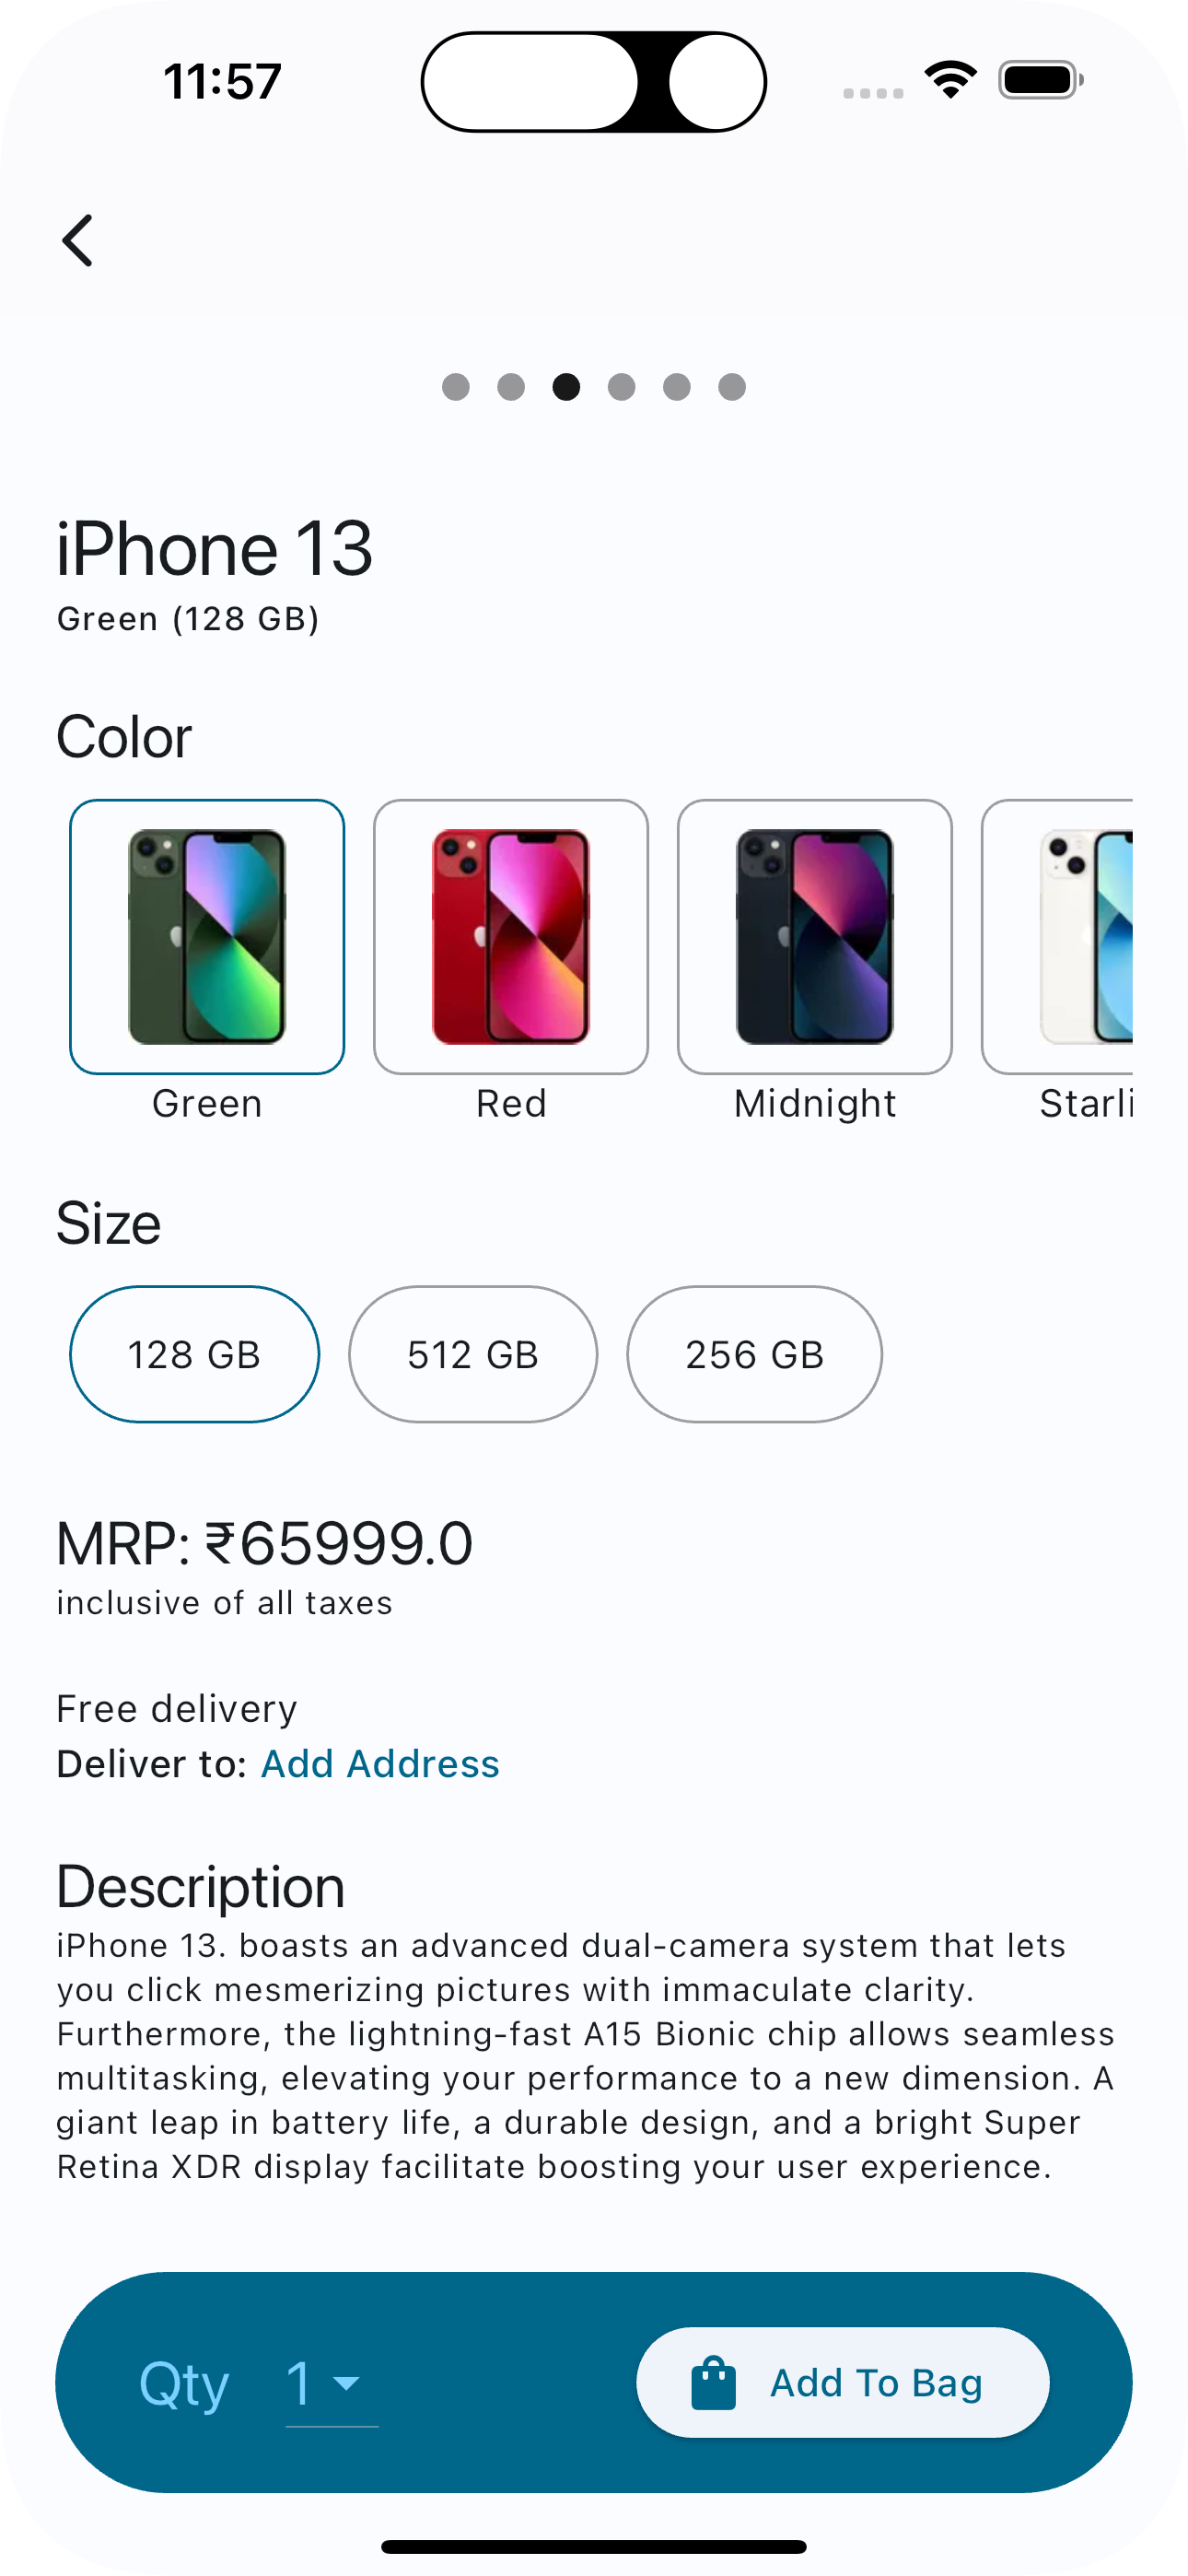 11:57
iPhone 13
Green (128 GB)
Color
Green Red Midnight Starli
Size
128 GB 512 GB 256 GB
MRP: ₹65999.0
inclusive of all taxes
Free delivery
Deliver to: Add Address
Description
iPhone 13. boasts an advanced dual-camera system that lets
you click mesmerizing pictures with immaculate clarity.
Furthermore, the lightning-fast A15 Bionic chip allows seamless
multitasking, elevating your performance to a new dimension. A
giant leap in battery life, a durable design, and a bright Super
Retina XDR display facilitate boosting your user experience.
Qty 1 Add To Bag